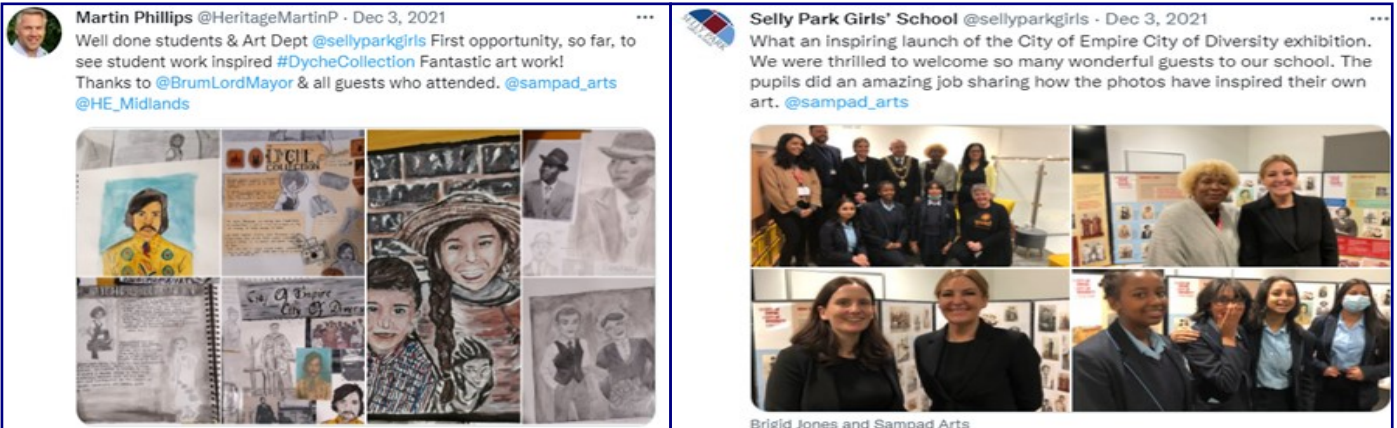 Martin Phillips @HeritageMartinP · Dec 3, 2021
Well done students & Art Dept @sellyparkgirls First opportunity, so far, to
see student work inspired #DycheCollection Fantastic art work!
Thanks to @BrumLordMayor & all guests who attended. @sampad_arts
@HE_Midlands
COLLECTION
City Of Empire
City Of
SELLY PARK
Selly Park Girls' School @sellyparkgirls · Dec 3, 2021
What an inspiring launch of the City of Empire City of Diversity exhibition.
We were thrilled to welcome so many wonderful guests to our school. The
pupils did an amazing job sharing how the photos have inspired their own
art. @sampad_arts
Brigid Jones and Sampad Arts